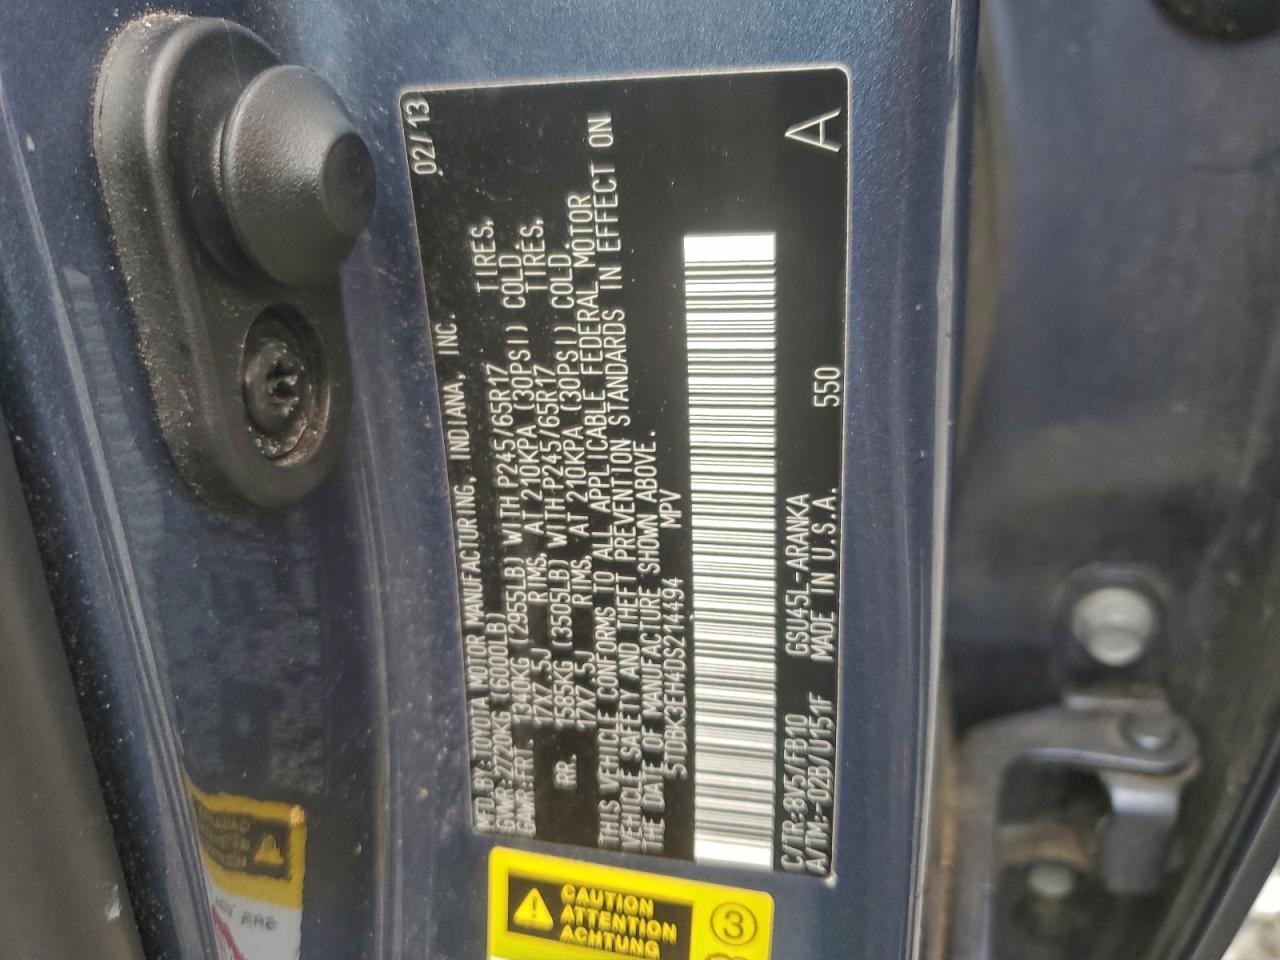 02/13
MFD.BY:TOYOTA MOTOR MANUFACTURING, INDIANA, INC.
GVWR:2720KG(6000LB)
GAWR:FRT 1340KG (2955LB) WITH P245/65R17 TIRES,
17X7.5J RIMS, AT 210KPA (30PSI) COLD.
RR. 1585KG (3505LB) WITH P245/65R17 TIRES,
17X7.5J RIMS, AT 210KPA (30PSI) COLD.
THIS VEHICLE CONFORMS TO ALL APPLICABLE FEDERAL MOTOR
VEHICLE SAFETY AND THEFT PREVENTION STANDARDS IN EFFECT ON
THE DATE OF MANUFACTURE SHOWN ABOVE.
5TDBK3EH4DS214494 MPV
C/TR:8V5/FB10 GSU45L-ARANKA
A/TM:-02B/U151F MADE IN U.S.A. 550
A
CAUTION
ATTENTION
ACHTUNG
3